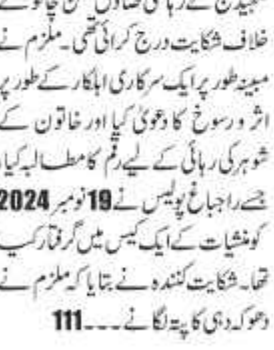 خلاف شکایت درج کرائی تھی۔ ملزم نے
مبینہ طور پر ایک سرکاری اہلکار کے طور پر
اثر و رسوخ کا دعویٰ کیا اور خاتون کے
شوہر کی رہائی کے لیے رقم کا مطالبہ کیا،
جسے راجباغ پولیس نے 19 نومبر 2024
کو منشیات کے ایک کیس میں گرفتار کیا
تھا۔ شکایت کنندہ نے بتایا کہ ملزم نے
دھوکہ دہی کا پتہ لگانے ۔۔۔ 111